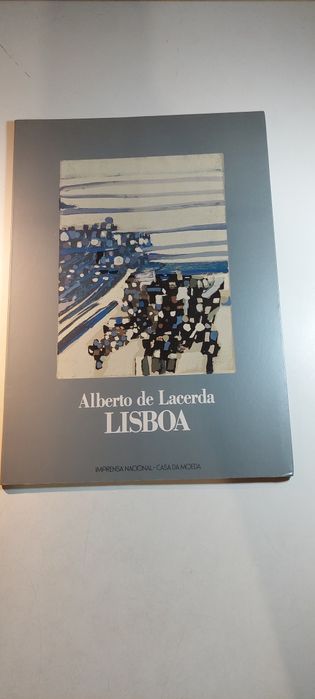 Alberto de Lacerda
LISBOA
IMPRENSA NACIONAL - CASA DA MOEDA